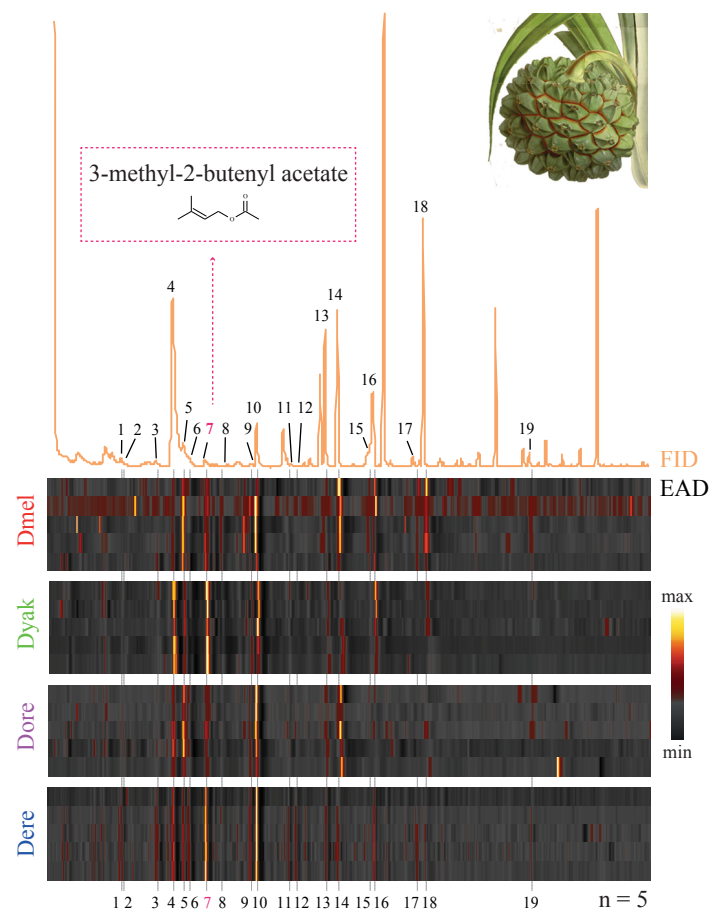 3-methyl-2-butenyl acetate
O
O
18
4
14
13
16
10
1
2
3
5
6
7
8
9
11
12
15
17
19
FID
EAD
Dmel
Dyak
Dore
Dere
max
min
1 2 3 4 5 6 7 8 9 10 11 12 13 14 15 16 17 18 19
n = 5